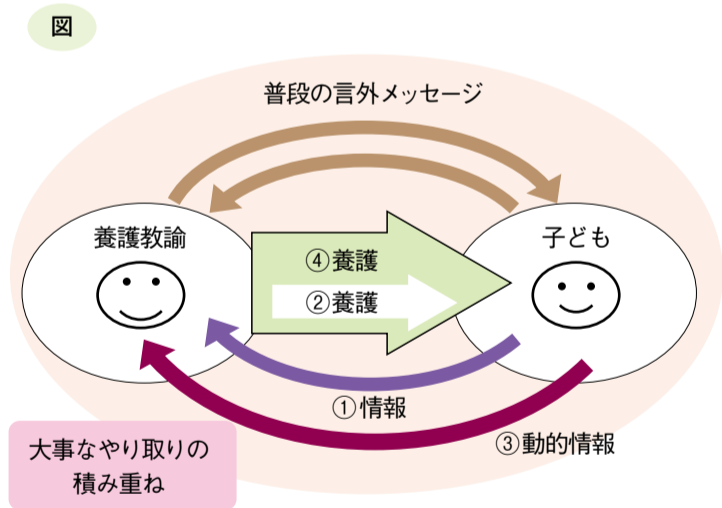 図
普段の言外メッセージ
養護教諭
子ども
④養護
②養護
①情報
③動的情報
大事なやり取りの
積み重ね